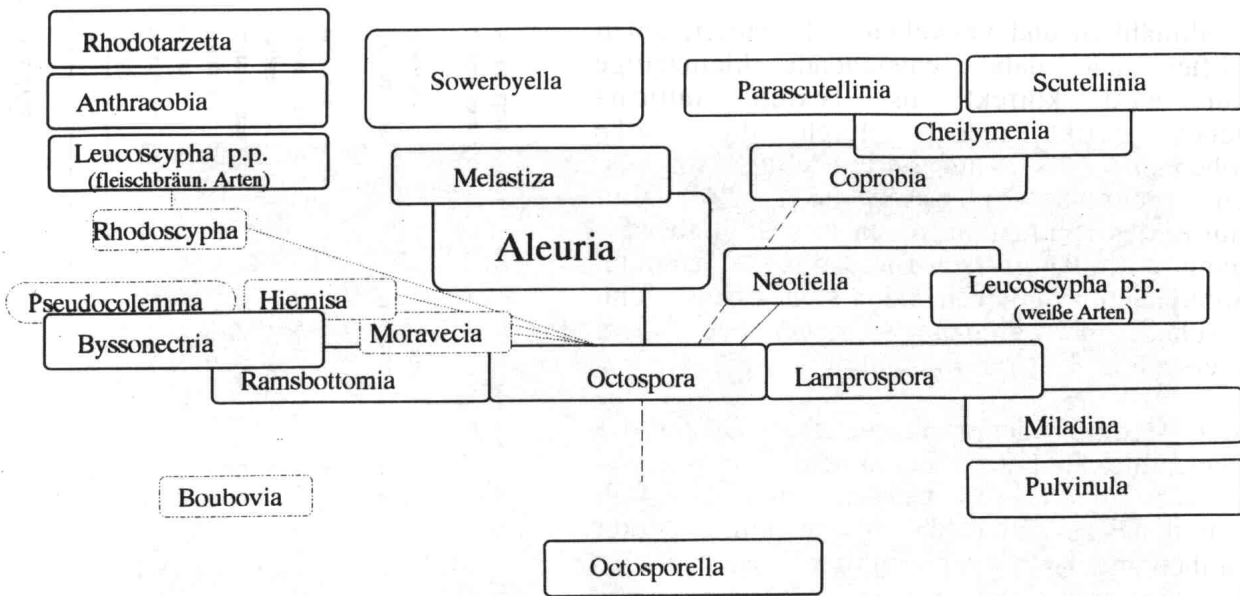 Rhodotarzetta
Anthracobia
Leucoscypha p.p.
(fleischbräun. Arten)
Rhodoscypha
Pseudocolemma
Hiemisa
Byssonectria
Moravecia
Ramsbottomia
Boubovia
Sowerbyella
Melastiza
Aleuria
Octospora
Octosporella
Parascutellinia
Scutellinia
Cheilymenia
Coprobia
Neotiella
Leucoscypha p.p.
(weiße Arten)
Lamprospora
Miladina
Pulvinula